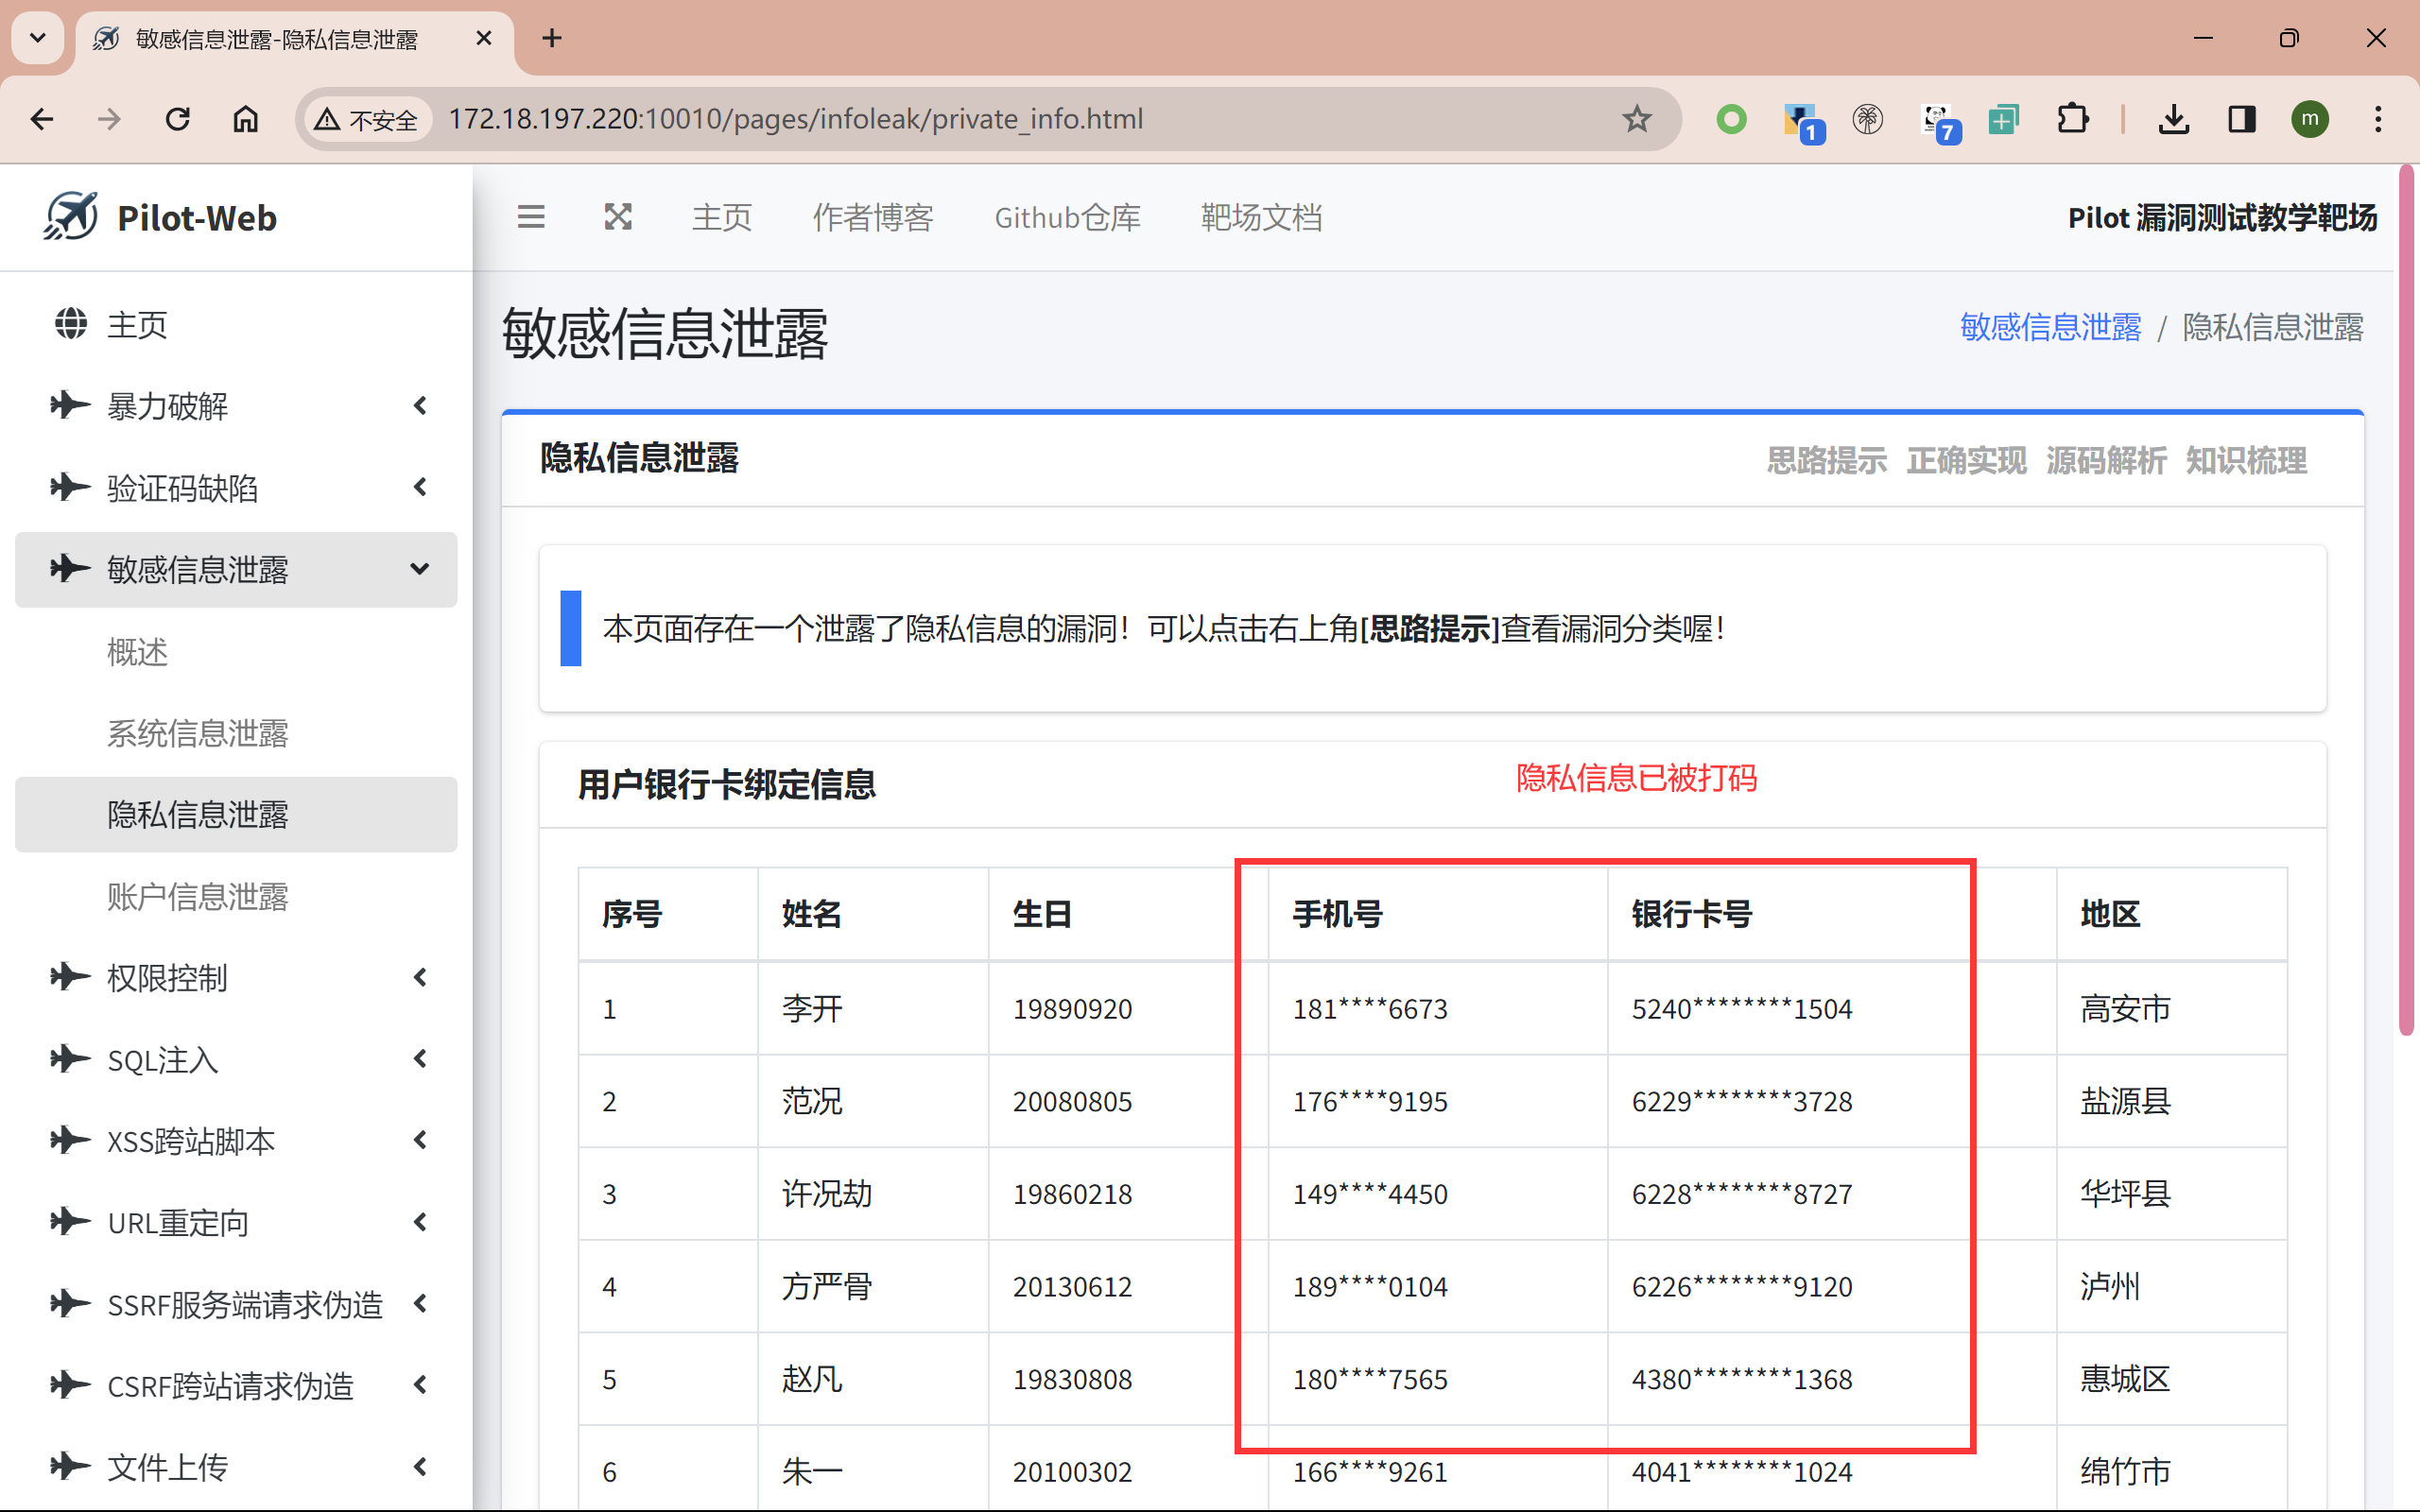 敏感信息泄露-隐私信息泄露
不安全 172.18.197.220:10010/pages/infoleak/private_info.html
1
7
m
Pilot-Web
主页 作者博客 Github仓库 靶场文档
Pilot 漏洞测试教学靶场
主页
暴力破解
验证码缺陷
敏感信息泄露
概述
系统信息泄露
隐私信息泄露
账户信息泄露
权限控制
SQL注入
XSS跨站脚本
URL重定向
SSRF服务端请求伪造
CSRF跨站请求伪造
文件上传
敏感信息泄露
敏感信息泄露 / 隐私信息泄露
隐私信息泄露
思路提示 正确实现 源码解析 知识梳理
本页面存在一个泄露了隐私信息的漏洞！可以点击右上角[思路提示]查看漏洞分类喔！
用户银行卡绑定信息
隐私信息已被打码
序号 姓名 生日 手机号 银行卡号 地区
1 李开 19890920 181****6673 5240********1504 高安市
2 范况 20080805 176****9195 6229********3728 盐源县
3 许况劫 19860218 149****4450 6228********8727 华坪县
4 方严骨 20130612 189****0104 6226********9120 泸州
5 赵凡 19830808 180****7565 4380********1368 惠城区
6 朱一 20100302 166****9261 4041********1024 绵竹市